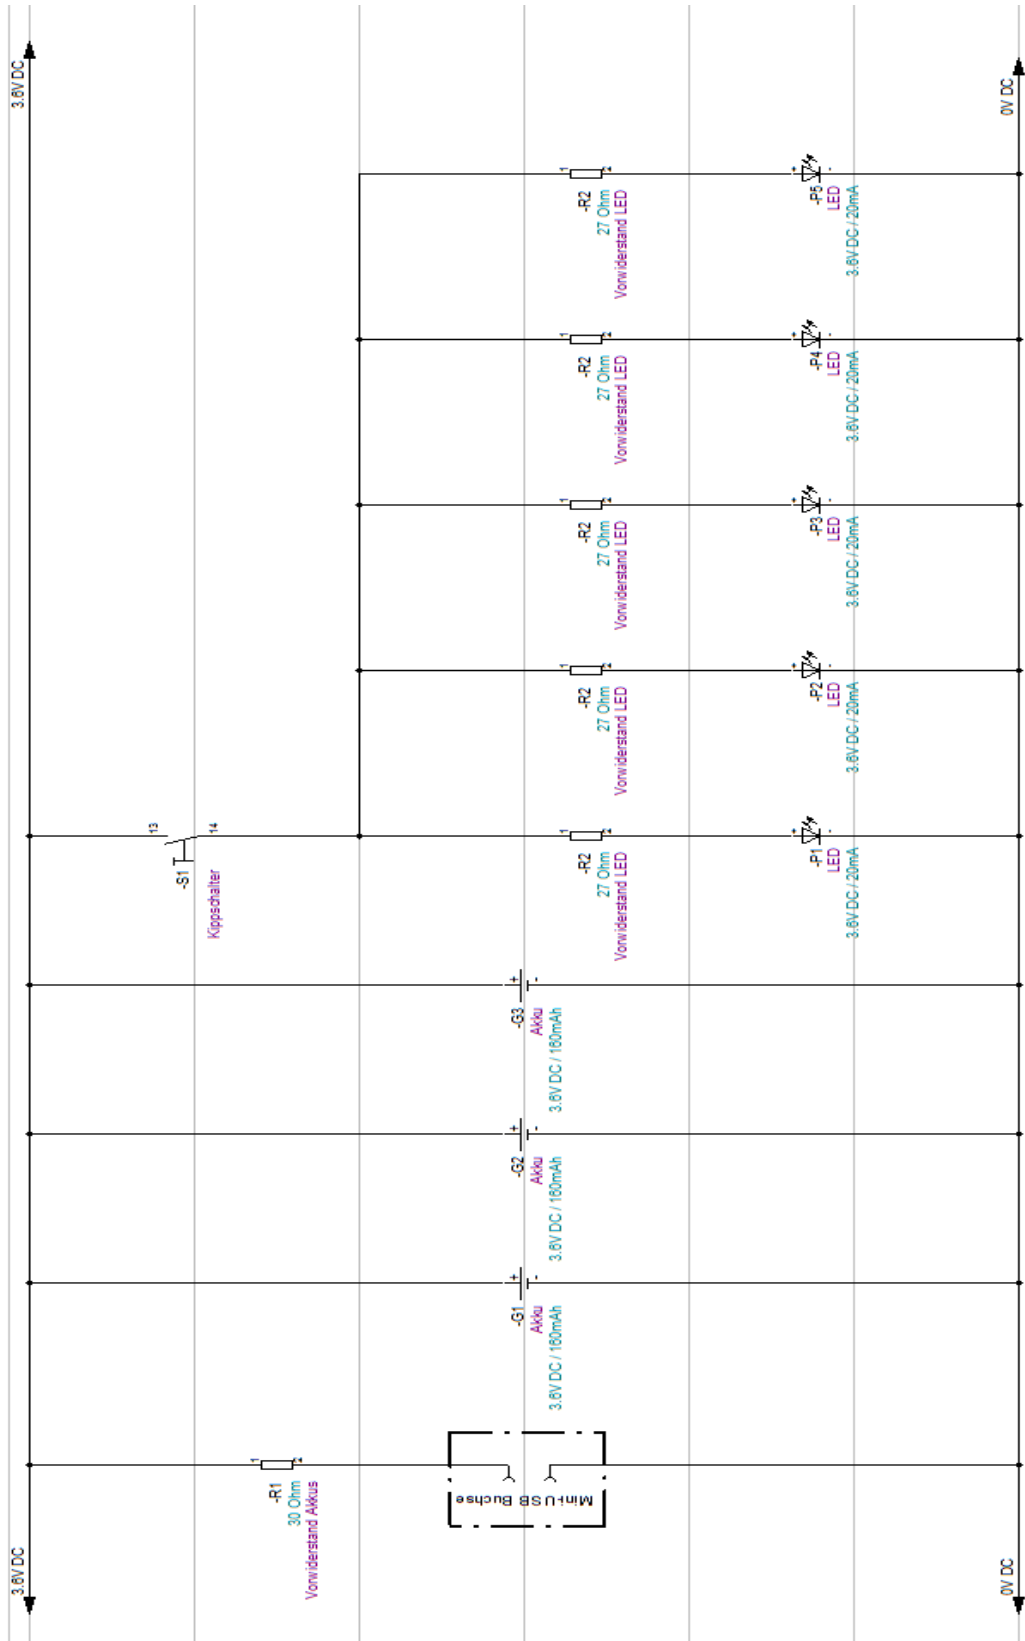 3.6V DC
3.6V DC
-R1
30 Ohm
Vorwiderstand Akkus
1
2
Mini-USB Buchse
-G1
Akku
3.6V DC / 160mAh
+
-
-G2
Akku
3.6V DC / 160mAh
+
-
-G3
Akku
3.6V DC / 160mAh
+
-
-S1
Kippschalter
13
14
-R2
27 Ohm
Vorwiderstand LED
1
2
-R2
27 Ohm
Vorwiderstand LED
1
2
-R2
27 Ohm
Vorwiderstand LED
1
2
-R2
27 Ohm
Vorwiderstand LED
1
2
-R2
27 Ohm
Vorwiderstand LED
1
2
-P1
LED
3.6V DC / 20mA
+
-
-P2
LED
3.6V DC / 20mA
+
-
-P3
LED
3.6V DC / 20mA
+
-
-P4
LED
3.6V DC / 20mA
+
-
-P5
LED
3.6V DC / 20mA
+
-
0V DC
0V DC